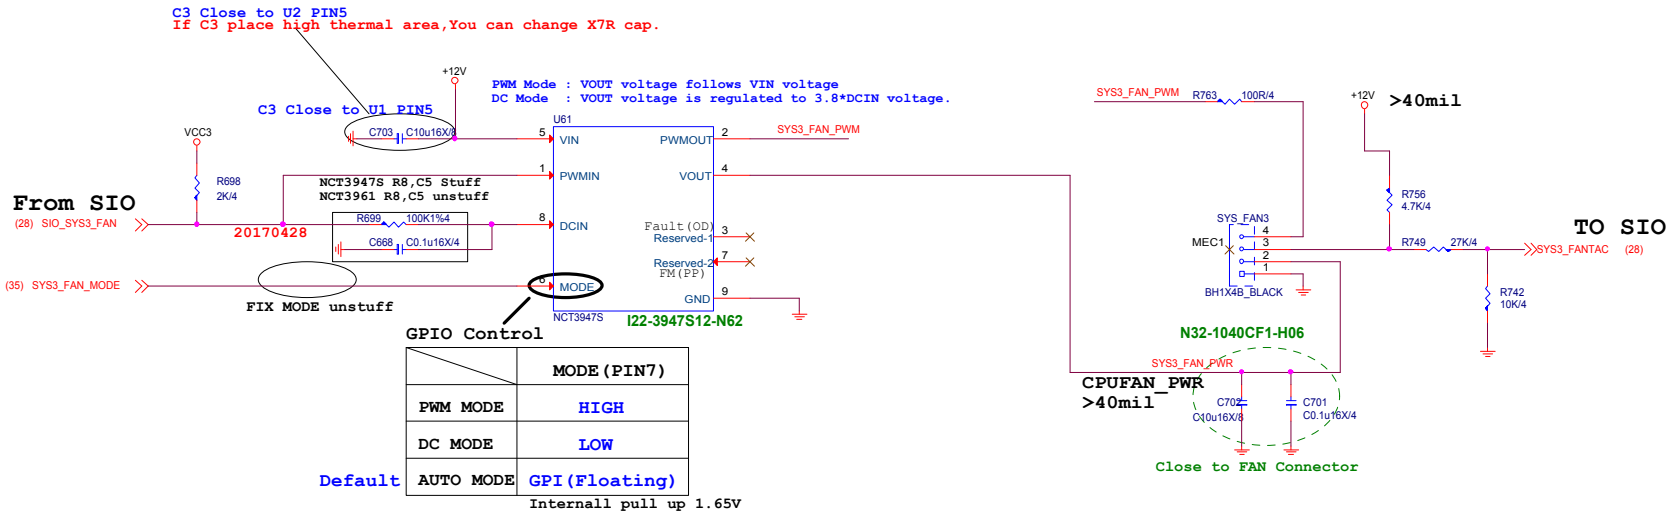 C3 Close to U2 PIN5
If C3 place high thermal area,You can change X7R cap.
+12V
PWM Mode : VOUT voltage follows VIN voltage
DC Mode : VOUT voltage is regulated to 3.8*DCIN voltage.
C3 Close to U1 PIN5
C703 C10u16X/8
VCC3
R698
2K/4
NCT3947S R8,C5 Stuff
NCT3961 R8,C5 unstuff
From SIO
(28) SIO_SYS3_FAN
20170428
R699 100K1%4
C668 C0.1u16X/4
(35) SYS3_FAN_MODE
FIX MODE unstuff
U61
5 VIN
1 PWMIN
8 DCIN
6 MODE
PWMOUT 2
SYS3_FAN_PWM
VOUT 4
Fault(OD) 3
Reserved-1
Reserved-2 7
FM(PP)
GND 9
NCT3947S
I22-3947S12-N62
GPIO Control
MODE(PIN7)
PWM MODE HIGH
DC MODE LOW
Default AUTO MODE GPI(Floating)
Internall pull up 1.65V
SYS3_FAN_PWM
R763 100R/4
+12V >40mil
R756
4.7K/4
SYS_FAN3
4
3
2
1
MEC1
BH1X4B_BLACK
N32-1040CF1-H06
R749 27K/4
TO SIO
SYS3_FANTAC (28)
R742
10K/4
SYS3_FAN_PWR
CPUFAN_PWR
>40mil
C702
C10u16X/8
C701
C0.1u16X/4
Close to FAN Connector